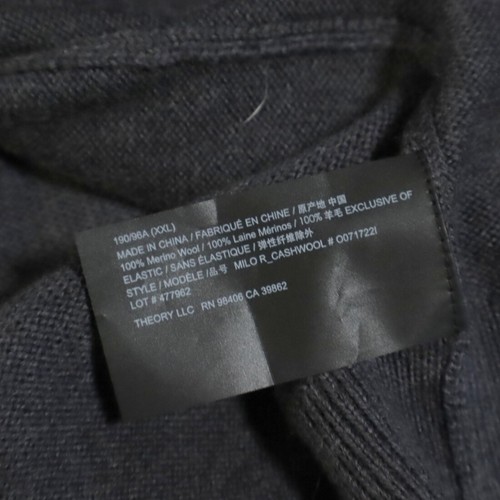 190/96A (XXL)
MADE IN CHINA / FABRIQUÉ EN CHINE / 原产地 中国
100% Merino Wool / 100% Laine Mérinos / 100% 羊毛 EXCLUSIVE OF
ELASTIC / SANS ÉLASTIQUE / 弹性纤维除外
STYLE / MODÈLE / 品号 MILO R_CASHWOOL # O071722I
LOT # 477962
THEORY LLC RN 98406 CA 39862